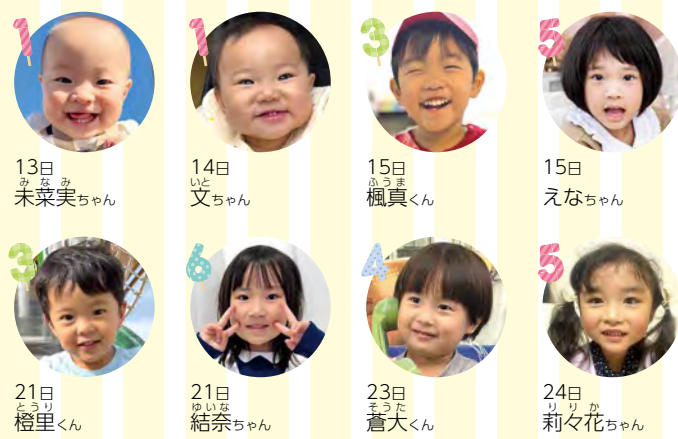 1
13日
みなみ
未菜実ちゃん
1
14日
いと
文ちゃん
3
15日
ふうま
楓真くん
5
15日
えなちゃん
3
21日
とうり
橙里くん
6
21日
ゆいな
結奈ちゃん
4
23日
そうた
蒼大くん
5
24日
りりか
莉々花ちゃん